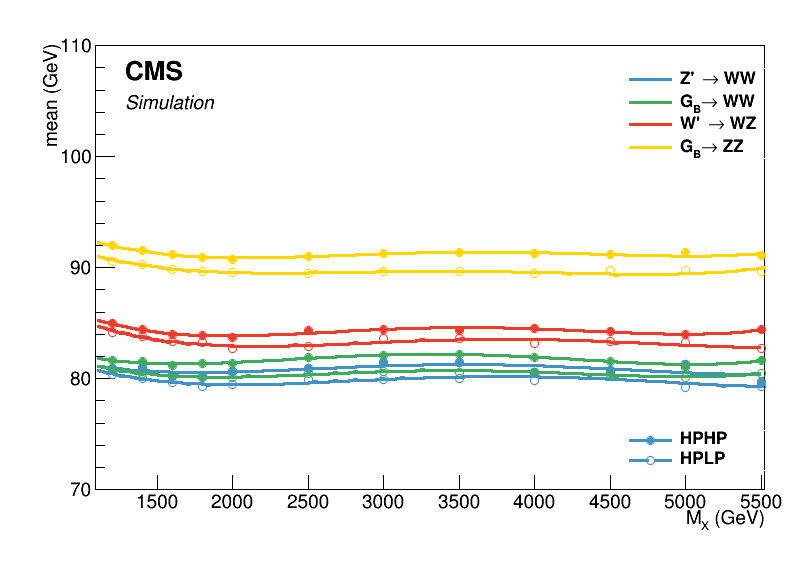 110
mean (GeV)
CMS
Simulation
Z' → WW
G_B → WW
W' → WZ
G_B → ZZ
100
90
80
70
HPHP
HPLP
1500 2000 2500 3000 3500 4000 4500 5000 5500
M_X (GeV)